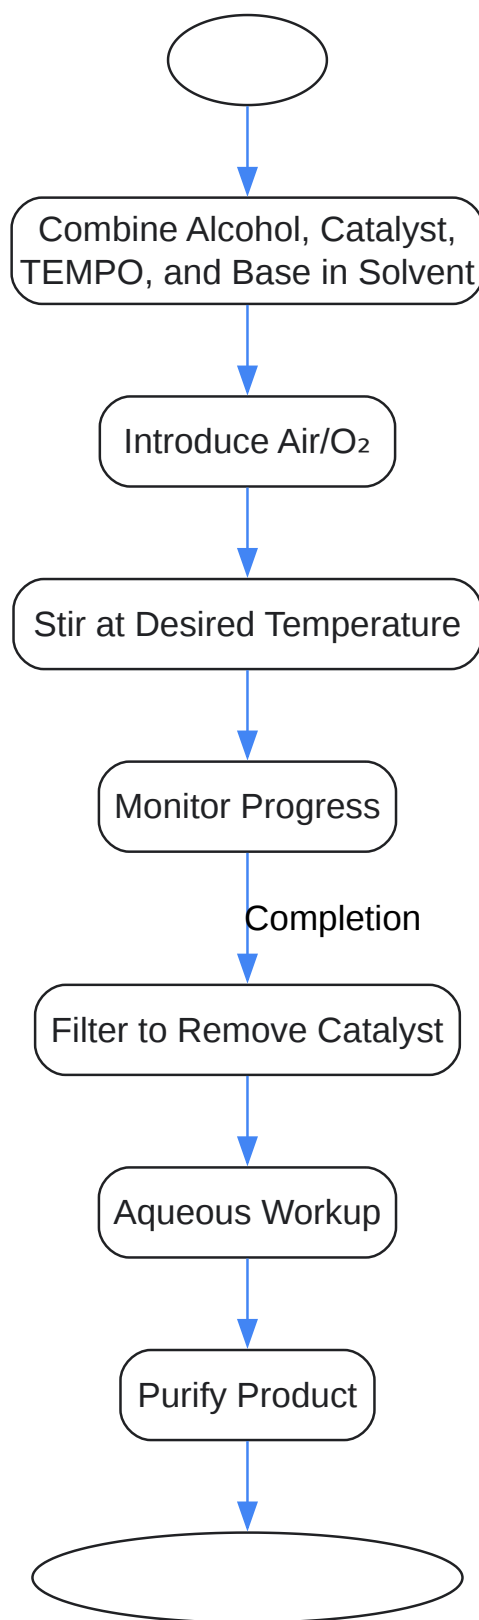 Combine Alcohol, Catalyst,
TEMPO, and Base in Solvent
Introduce Air/O₂
Stir at Desired Temperature
Monitor Progress
Completion
Filter to Remove Catalyst
Aqueous Workup
Purify Product